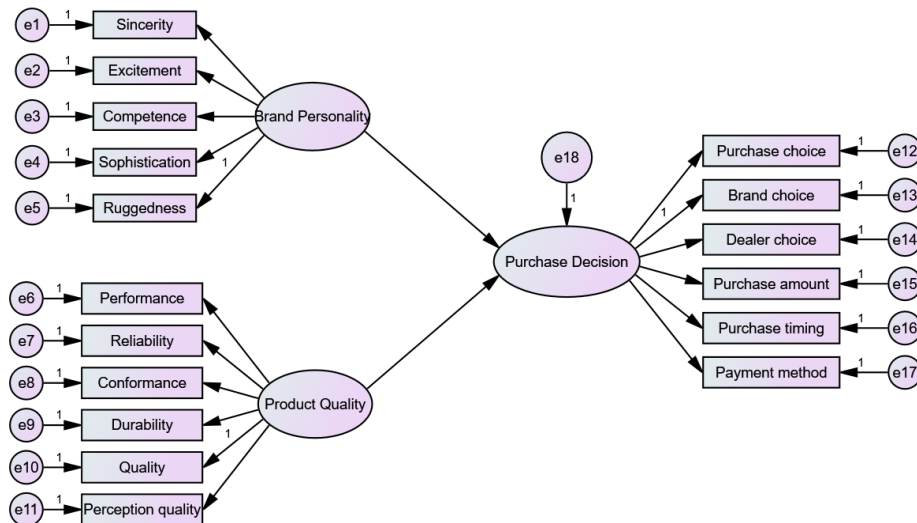 e1 1 Sincerity
e2 1 Excitement
e3 1 Competence
e4 1 Sophistication
e5 1 Ruggedness
1
Brand Personality
e6 1 Performance
e7 1 Reliability
e8 1 Conformance
e9 1 Durability
e10 1 Quality
e11 1 Perception quality
1
Product Quality
e18
1
Purchase Decision
1
Purchase choice 1 e12
Brand choice 1 e13
Dealer choice 1 e14
Purchase amount 1 e15
Purchase timing 1 e16
Payment method 1 e17